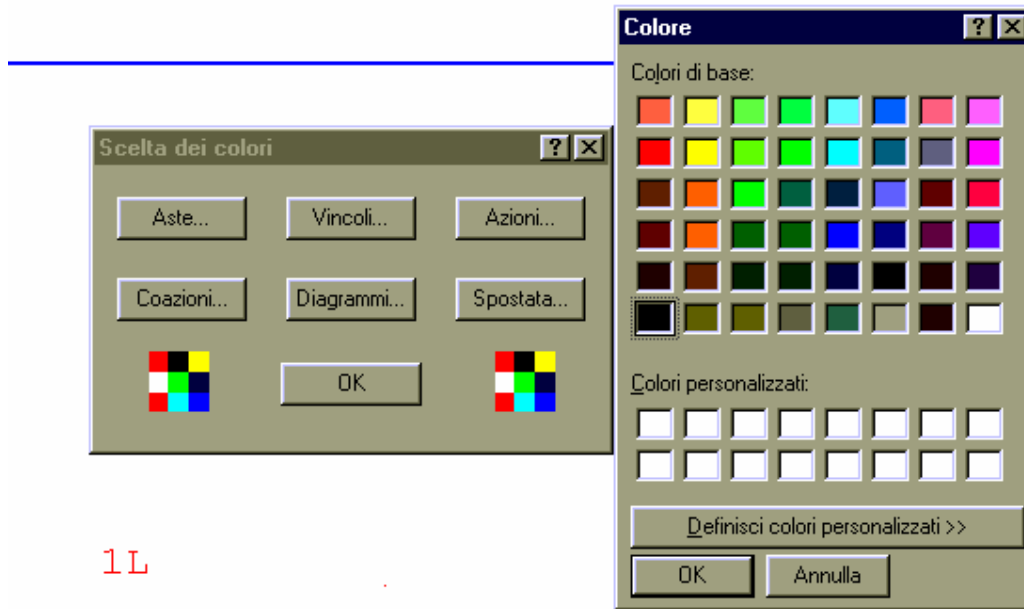 Colore
Colori di base:
Scelta dei colori
Aste...
Vincoli...
Azioni...
Coazioni...
Diagrammi...
Spostata...
OK
Colori personalizzati:
Definisci colori personalizzati >>
OK
Annulla
1L